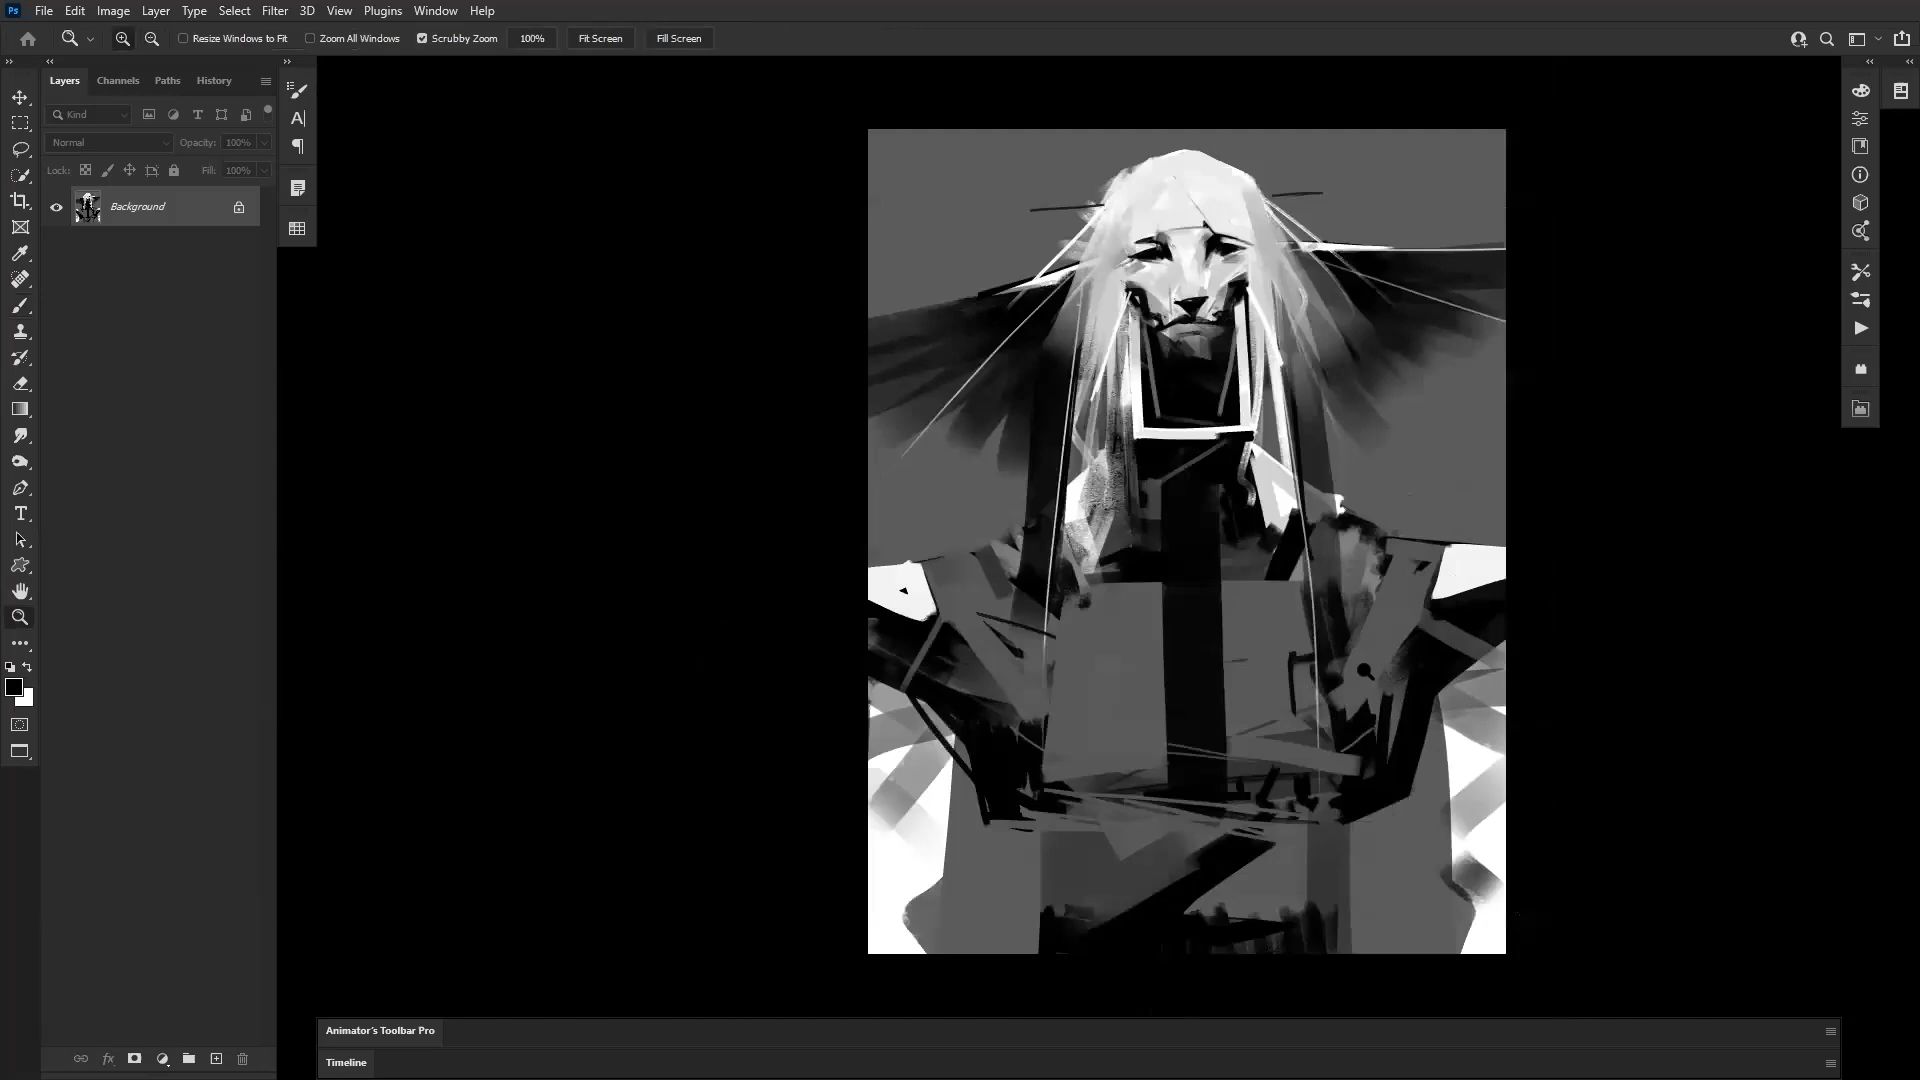 Ps File Edit Image Layer Type Select Filter 3D View Plugins Window Help
Resize Windows to Fit Zoom All Windows Scrubby Zoom 100% Fit Screen Fill Screen
Layers Channels Paths History
Kind
Normal Opacity: 100%
Lock: Fill: 100%
Background
Animator's Toolbar Pro
Timeline